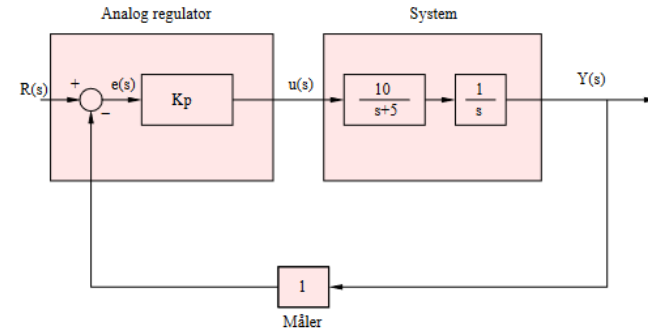 Analog regulator
System
R(s)
+
−
e(s)
Kp
u(s)
10
s+5
1
s
Y(s)
1
Måler